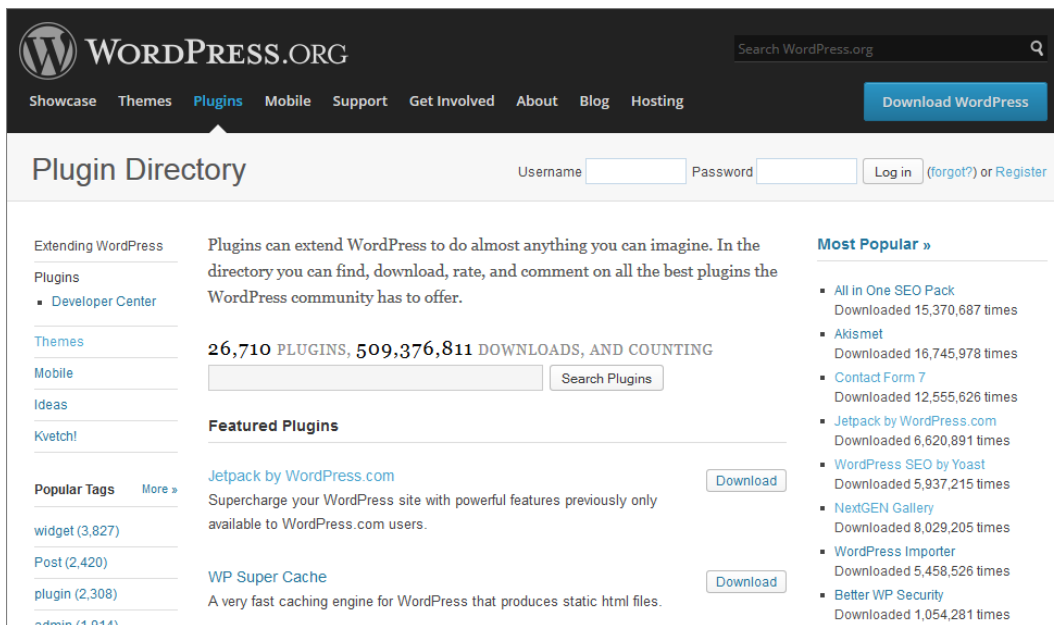 WORDPRESS.ORG
Search WordPress.org
Showcase Themes Plugins Mobile Support Get Involved About Blog Hosting
Download WordPress
Plugin Directory
Username Password Log in (forgot?) or Register
Extending WordPress
Plugins
Developer Center
Themes
Mobile
Ideas
Kvetch!
Popular Tags More »
widget (3,827)
Post (2,420)
plugin (2,308)
admin (1,914)
Plugins can extend WordPress to do almost anything you can imagine. In the
directory you can find, download, rate, and comment on all the best plugins the
WordPress community has to offer.
26,710 PLUGINS, 509,376,811 DOWNLOADS, AND COUNTING
Search Plugins
Featured Plugins
Jetpack by WordPress.com
Download
Supercharge your WordPress site with powerful features previously only
available to WordPress.com users.
WP Super Cache
Download
A very fast caching engine for WordPress that produces static html files.
Most Popular »
All in One SEO Pack
Downloaded 15,370,687 times
Akismet
Downloaded 16,745,978 times
Contact Form 7
Downloaded 12,555,626 times
Jetpack by WordPress.com
Downloaded 6,620,891 times
WordPress SEO by Yoast
Downloaded 5,937,215 times
NextGEN Gallery
Downloaded 8,029,205 times
WordPress Importer
Downloaded 5,458,526 times
Better WP Security
Downloaded 1,054,281 times